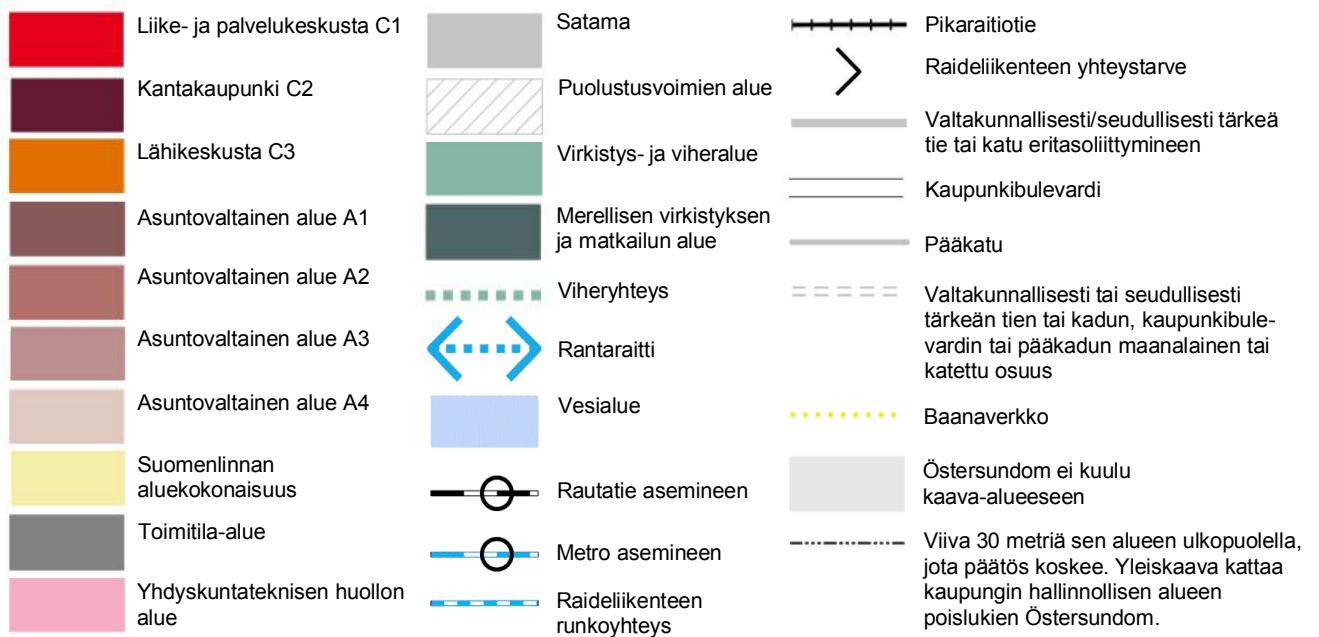 Liike- ja palvelukeskusta C1
Kantakaupunki C2
Lähikeskusta C3
Asuntovaltainen alue A1
Asuntovaltainen alue A2
Asuntovaltainen alue A3
Asuntovaltainen alue A4
Suomenlinnan
aluekokonaisuus
Toimitila-alue
Yhdyskuntateknisen huollon
alue
Satama
Puolustusvoimien alue
Virkistys- ja viheralue
Merellisen virkistyksen
ja matkailun alue
Viheryhteys
Rantaraitti
Vesialue
Rautatie asemineen
Metro asemineen
Raideliikenteen
runkoyhteys
Pikaraitiotie
Raideliikenteen yhteystarve
Valtakunnallisesti/seudullisesti tärkeä
tie tai katu eritasoliittymineen
Kaupunkibulevardi
Pääkatu
Valtakunnallisesti tai seudullisesti
tärkeän tien tai kadun, kaupunkibule-
vardin tai pääkadun maanalainen tai
katettu osuus
Baanaverkko
Östersundom ei kuulu
kaava-alueeseen
Viiva 30 metriä sen alueen ulkopuolella,
jota päätös koskee. Yleiskaava kattaa
kaupungin hallinnollisen alueen
poislukien Östersundom.